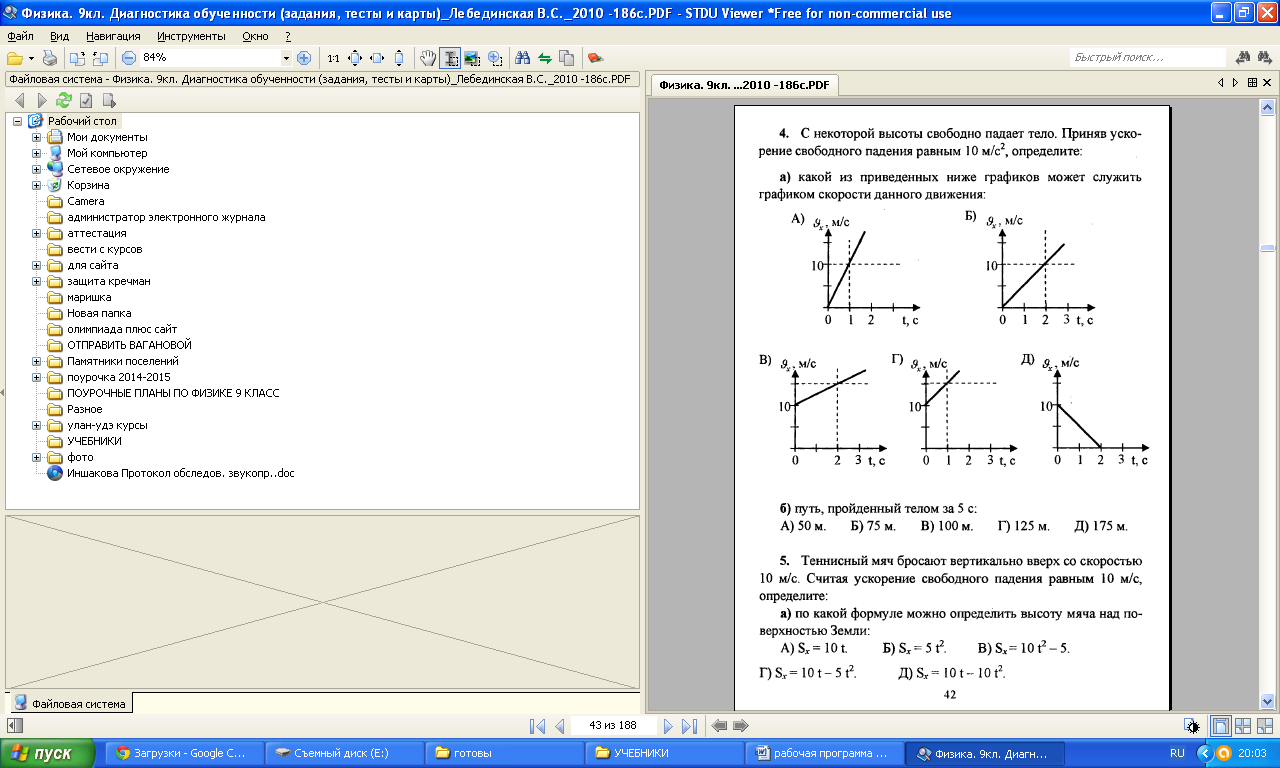 Физика. 9кл. Диагностика обученности (задания, тесты и карты)_Лебединская В.С._2010 -186с.PDF - STDU Viewer *Free for non-commercial use
Файл Вид Навигация Инструменты Окно ?
84% 1:1 Быстрый поиск...
Файловая система - Физика. 9кл. Диагностика обученности (задания, тесты и карты)_Лебединская В.С._2010 -186с.PDF
Рабочий стол
Мои документы
Мой компьютер
Сетевое окружение
Корзина
Camera
администратор электронного журнала
аттестация
вести с курсов
для сайта
защита кречман
маришка
Новая папка
олимпиада плюс сайт
ОТПРАВИТЬ ВАГАНОВОЙ
Памятники поселений
поурочка 2014-2015
ПОУРОЧНЫЕ ПЛАНЫ ПО ФИЗИКЕ 9 КЛАСС
Разное
улан-удэ курсы
УЧЕБНИКИ
фото
Иншакова Протокол обследов. звукопр..doc
Файловая система
Физика. 9кл. ...2010 -186с.PDF
4. С некоторой высоты свободно падает тело. Приняв уско-
рение свободного падения равным 10 м/с², определите:
а) какой из приведенных ниже графиков может служить
графиком скорости данного движения:
А) ϑx, м/с
10
0 1 2 t, с
Б) ϑx, м/с
10
0 1 2 3 t, с
В) ϑx, м/с
10
0 2 3 t, с
Г) ϑx, м/с
10
0 1 2 3 t, с
Д) ϑx, м/с
10
0 1 2 3 t, с
б) путь, пройденный телом за 5 с:
А) 50 м. Б) 75 м. В) 100 м. Г) 125 м. Д) 175 м.
5. Теннисный мяч бросают вертикально вверх со скоростью
10 м/с. Считая ускорение свободного падения равным 10 м/с,
определите:
а) по какой формуле можно определить высоту мяча над по-
верхностью Земли:
А) Sx = 10 t. Б) Sx = 5 t². В) Sx = 10 t² – 5.
Г) Sx = 10 t – 5 t². Д) Sx = 10 t – 10 t².
42
43 из 188
пуск Загрузки - Google C... Съемный диск (E:) готовы УЧЕБНИКИ рабочая программа ... Физика. 9кл. Диагн... RU 20:03